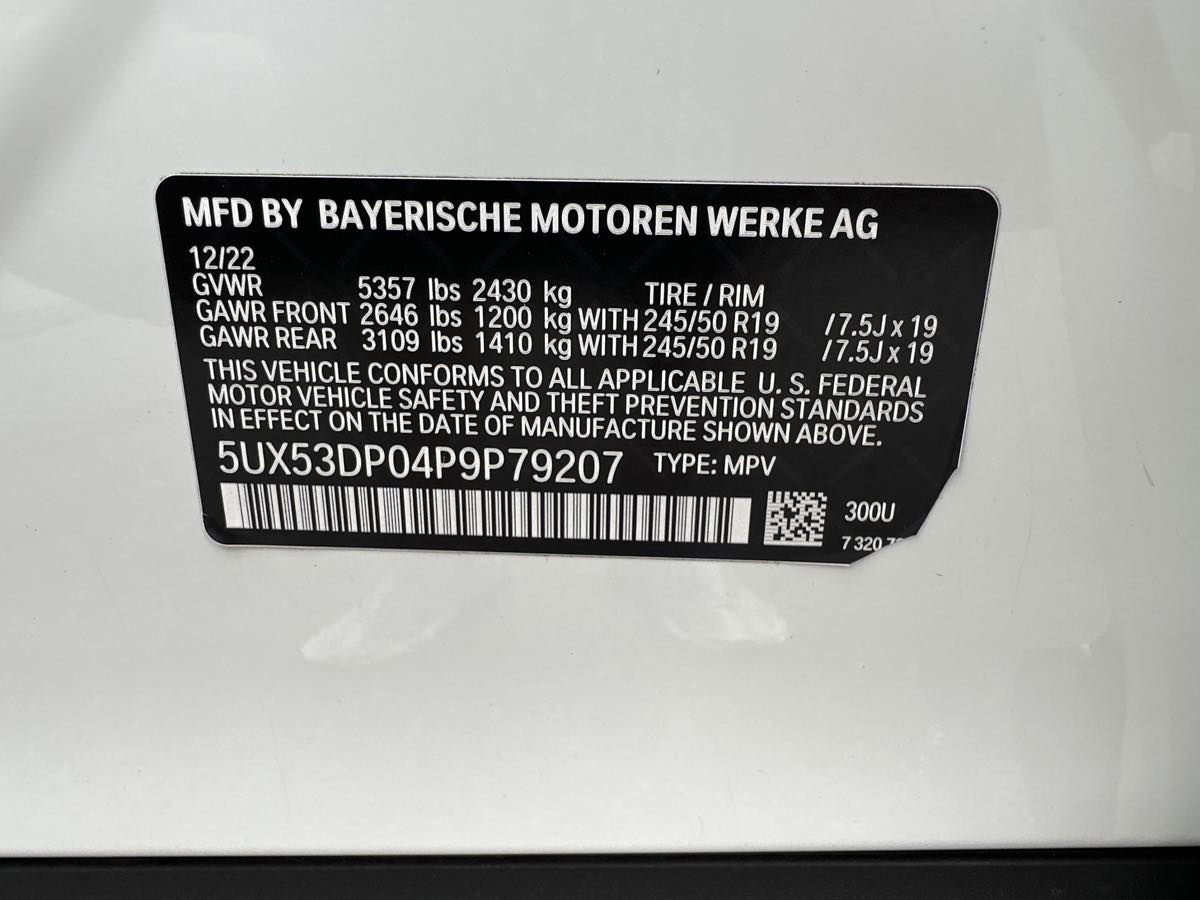 MFD BY BAYERISCHE MOTOREN WERKE AG
12/22
GVWR 5357 lbs 2430 kg TIRE / RIM
GAWR FRONT 2646 lbs 1200 kg WITH 245/50 R19 /7.5J x 19
GAWR REAR 3109 lbs 1410 kg WITH 245/50 R19 /7.5J x 19
THIS VEHICLE CONFORMS TO ALL APPLICABLE U. S. FEDERAL
MOTOR VEHICLE SAFETY AND THEFT PREVENTION STANDARDS
IN EFFECT ON THE DATE OF MANUFACTURE SHOWN ABOVE.
5UX53DP04P9P79207 TYPE: MPV
300U
7 320